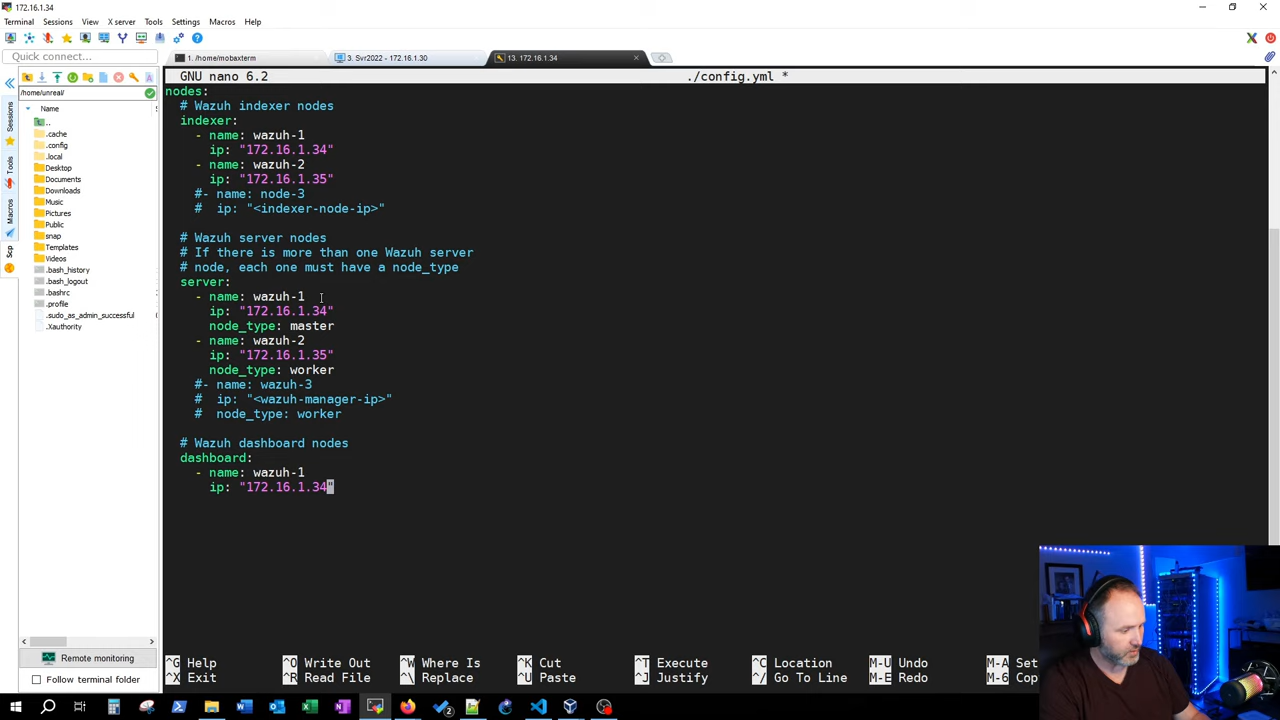 172.16.1.34
Terminal Sessions View X server Tools Settings Macros Help
Quick connect...
1. /home/mobaxterm
3. Svr2022 - 172.16.1.30
13. 172.16.1.34
/home/unreal/
Name
..
.cache
.config
.local
Desktop
Documents
Downloads
Music
Pictures
Public
snap
Templates
Videos
.bash_history
.bash_logout
.bashrc
.profile
.sudo_as_admin_successful
.Xauthority
Sessions
Tools
Macros
Scp
Remote monitoring
Follow terminal folder
GNU nano 6.2 ./config.yml *
nodes:
# Wazuh indexer nodes
indexer:
- name: wazuh-1
ip: "172.16.1.34"
- name: wazuh-2
ip: "172.16.1.35"
#- name: node-3
# ip: "<indexer-node-ip>"
# Wazuh server nodes
# If there is more than one Wazuh server
# node, each one must have a node_type
server:
- name: wazuh-1
ip: "172.16.1.34"
node_type: master
- name: wazuh-2
ip: "172.16.1.35"
node_type: worker
#- name: wazuh-3
# ip: "<wazuh-manager-ip>"
# node_type: worker
# Wazuh dashboard nodes
dashboard:
- name: wazuh-1
ip: "172.16.1.34"
^G Help ^O Write Out ^W Where Is ^K Cut ^T Execute ^C Location M-U Undo M-A Set
^X Exit ^R Read File ^\ Replace ^U Paste ^J Justify ^/ Go To Line M-E Redo M-6 Cop